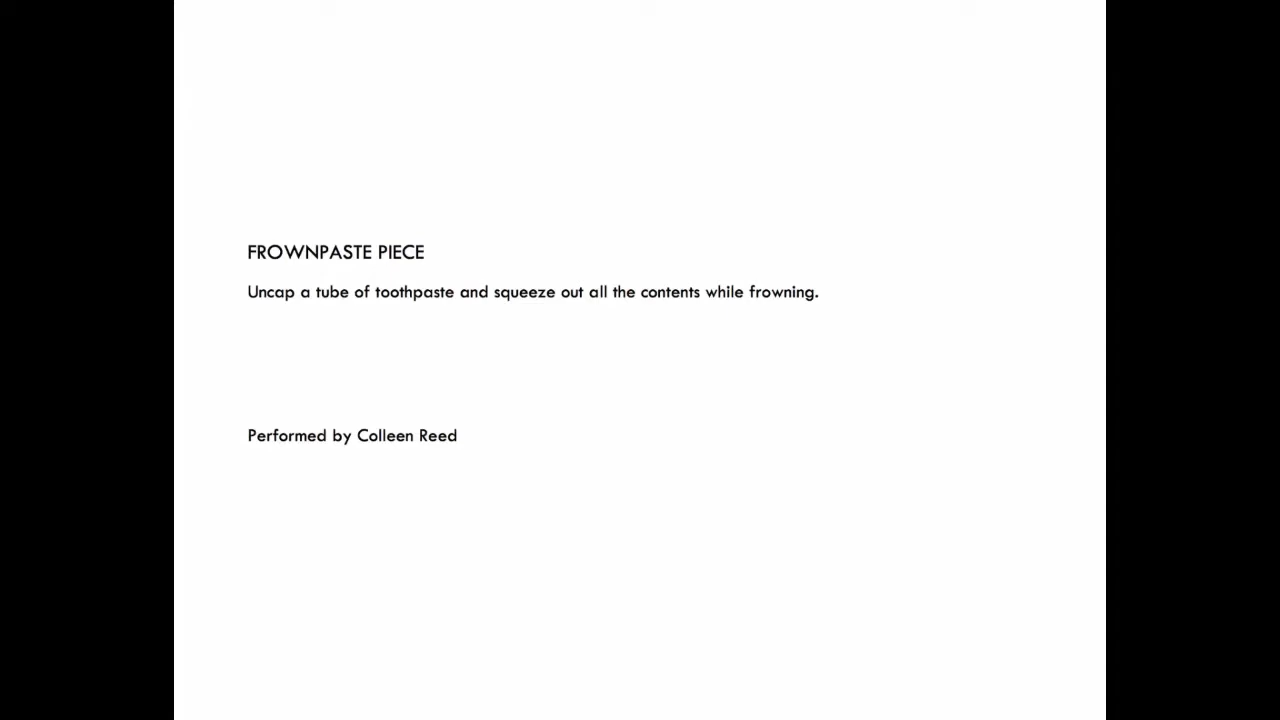 FROWNPASTE PIECE
Uncap a tube of toothpaste and squeeze out all the contents while frowning.
Performed by Colleen Reed